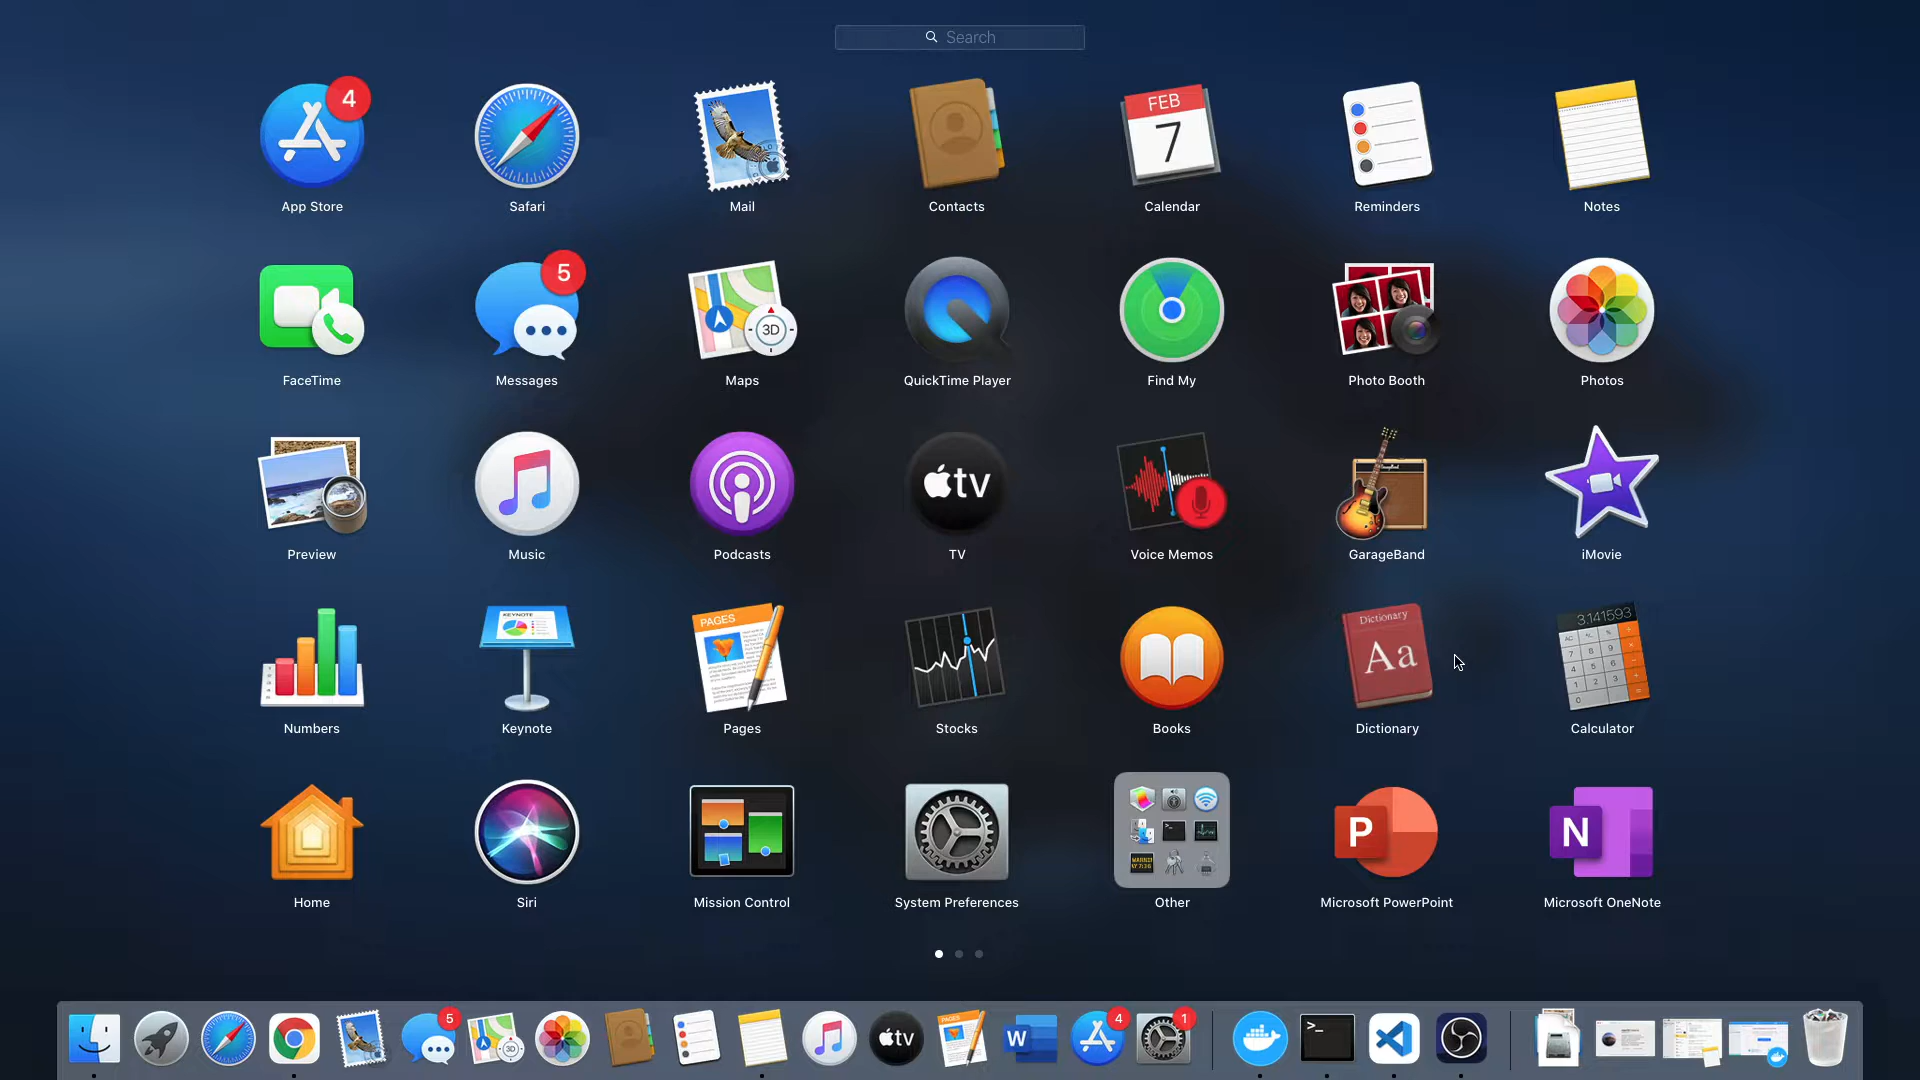 Search
4
FEB
7
App Store
Safari
Mail
Contacts
Calendar
Reminders
Notes
5
3D
FaceTime
Messages
Maps
QuickTime Player
Find My
Photo Booth
Photos
tv
Preview
Music
Podcasts
TV
Voice Memos
GarageBand
iMovie
KEYNOTE
PAGES
Dictionary
Aa
3.141593
Numbers
Keynote
Pages
Stocks
Books
Dictionary
Calculator
P
N
Home
Siri
Mission Control
System Preferences
Other
Microsoft PowerPoint
Microsoft OneNote
5
4
1
3D
tv
PAGES
W
>_